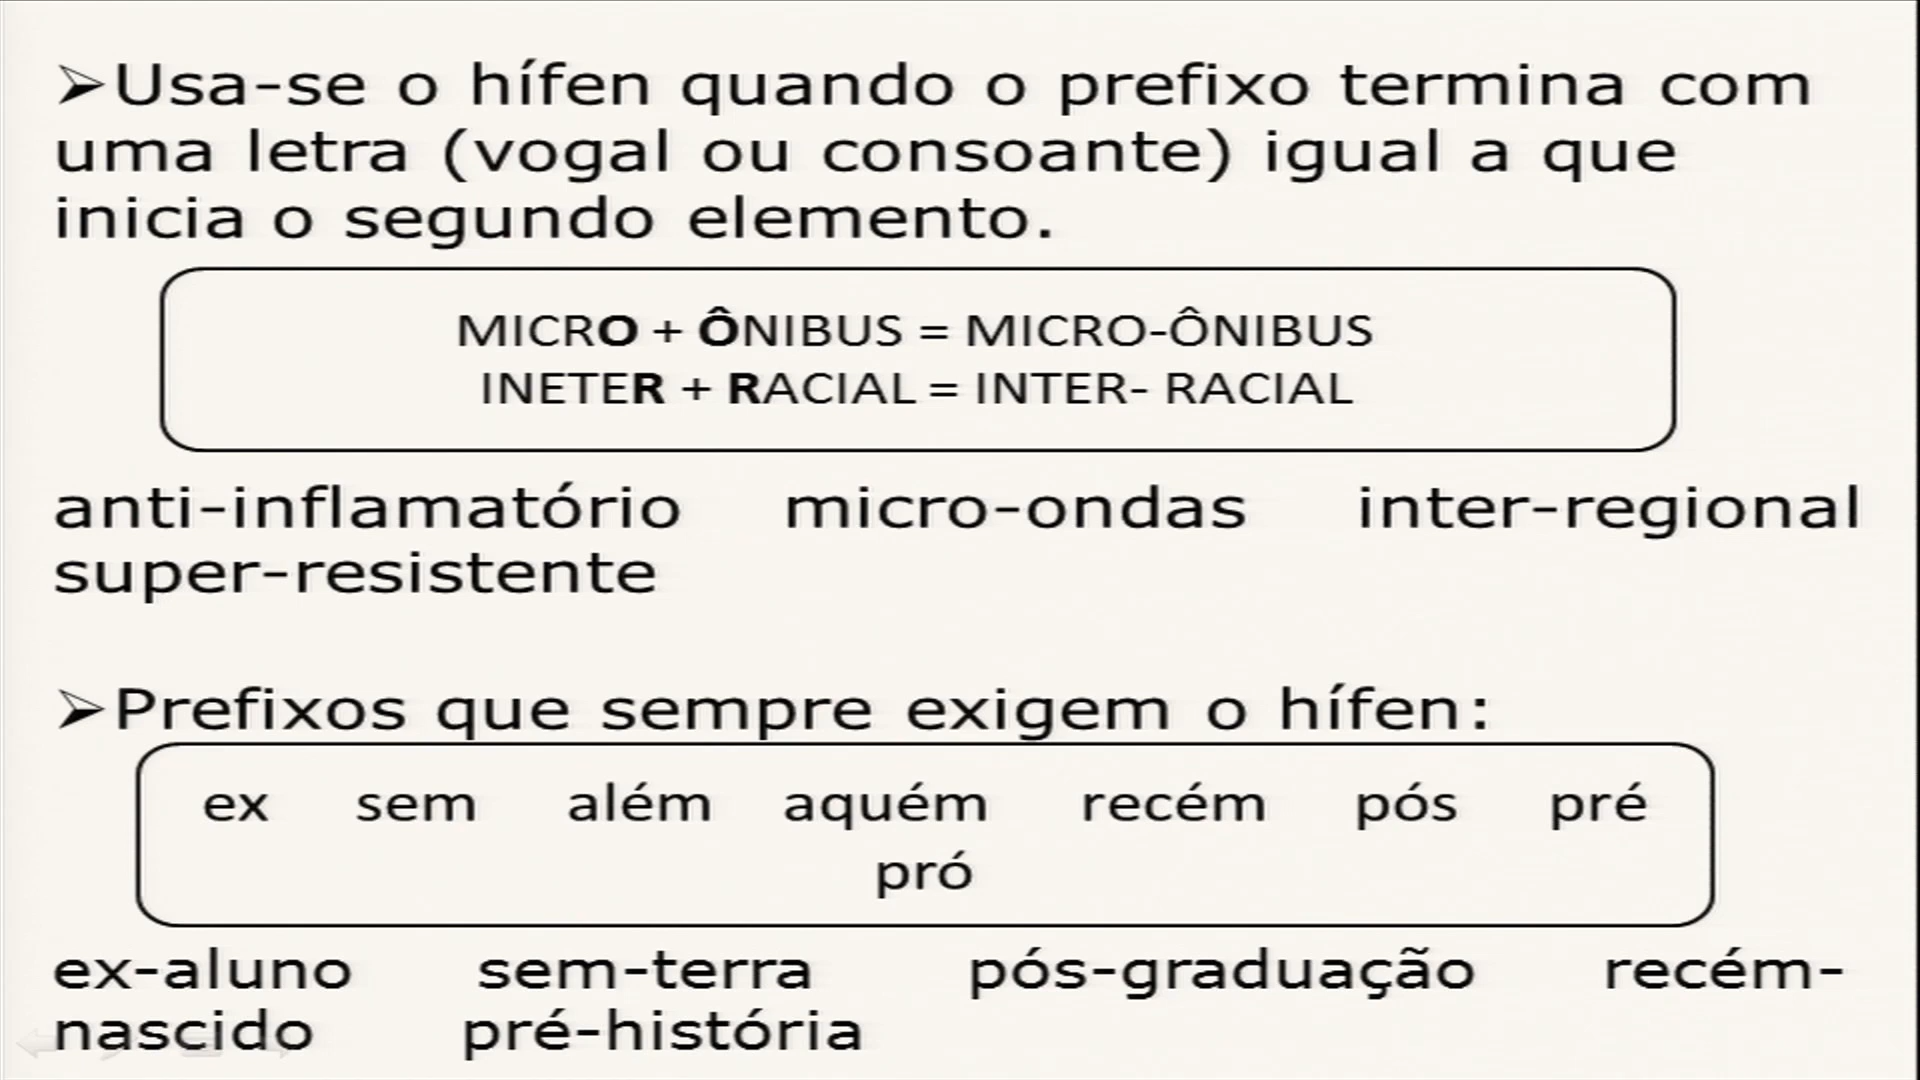 ➢Usa-se o hífen quando o prefixo termina com
uma letra (vogal ou consoante) igual a que
inicia o segundo elemento.
MICRO + ÔNIBUS = MICRO-ÔNIBUS
INETER + RACIAL = INTER- RACIAL
anti-inflamatório micro-ondas inter-regional
super-resistente
➢Prefixos que sempre exigem o hífen:
ex sem além aquém recém pós pré
pró
ex-aluno sem-terra pós-graduação recém-
nascido pré-história